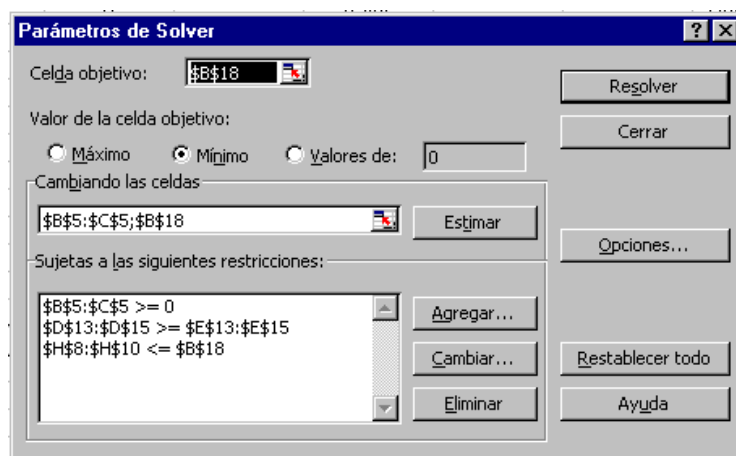 Parámetros de Solver
Celda objetivo: $B$18
Resolver
Valor de la celda objetivo:
Cerrar
Máximo Mínimo Valores de: 0
Cambiando las celdas
$B$5:$C$5;$B$18 Estimar
Opciones...
Sujetas a las siguientes restricciones:
$B$5:$C$5 >= 0
$D$13:$D$15 >= $E$13:$E$15
$H$8:$H$10 <= $B$18
Agregar...
Cambiar...
Restablecer todo
Eliminar
Ayuda